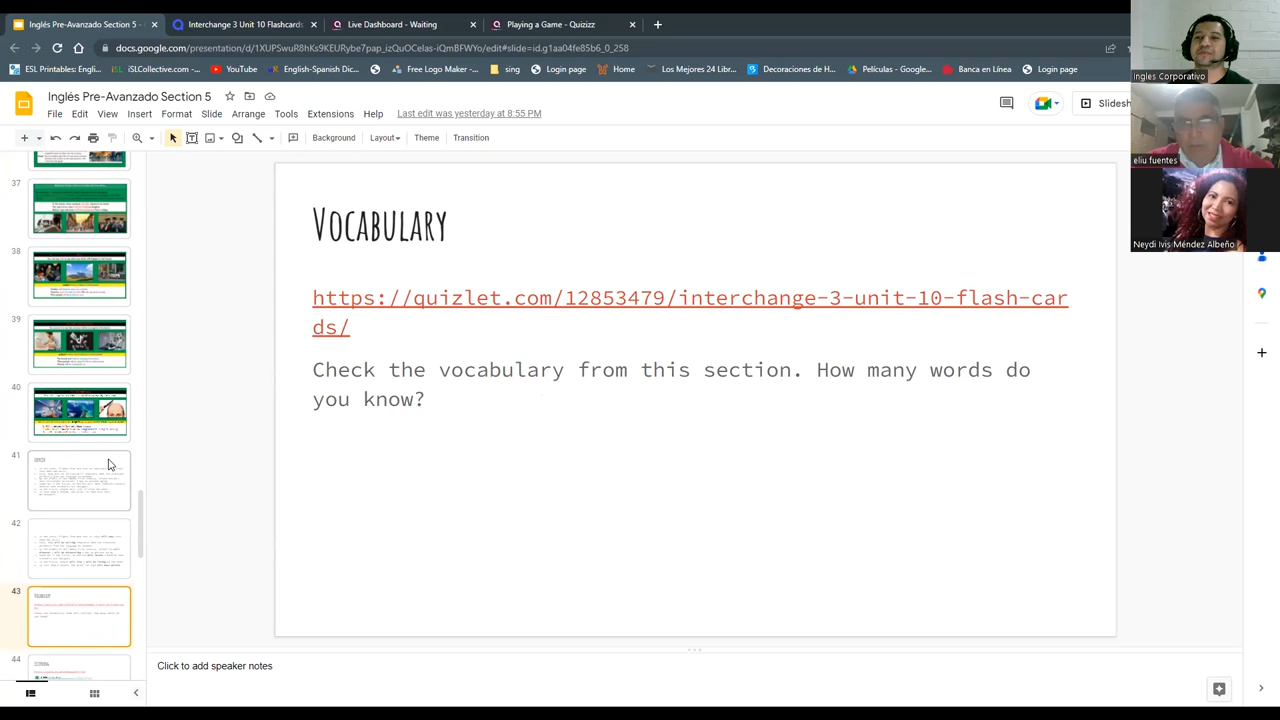 Inglés Pre-Avanzado Section 5 -
Interchange 3 Unit 10 Flashcards
Live Dashboard - Waiting
Playing a Game - Quizizz
docs.google.com/presentation/d/1XUPSwuR8hKs9KEURybe7pap_izQuOCelas-iQmBFWYo/edit#slide=id.g1aa04fe85b6_0_258
ESL Printables: Engli...
iSLCollective.com -...
YouTube
English-Spanish Dic...
Free Logo Maker -...
Login page
Home
Los Mejores 24 Libr...
Decoraciones de H...
Películas - Google...
Banca en Línea
Login page
Inglés Pre-Avanzado Section 5
File Edit View Insert Format Slide Arrange Tools Extensions Help Last edit was yesterday at 8:55 PM
Slidesh
Background Layout Theme Transition
Ingles Corporativo
eliu fuentes
Neydi Ivis Méndez Albeño
37
38
39
40
41
42
43
44
Vocabulary
https://quizlet.com/12853479/interchange-3-unit-10-flash-car
ds/
Check the vocabulary from this section. How many words do
you know?
Click to add speaker notes